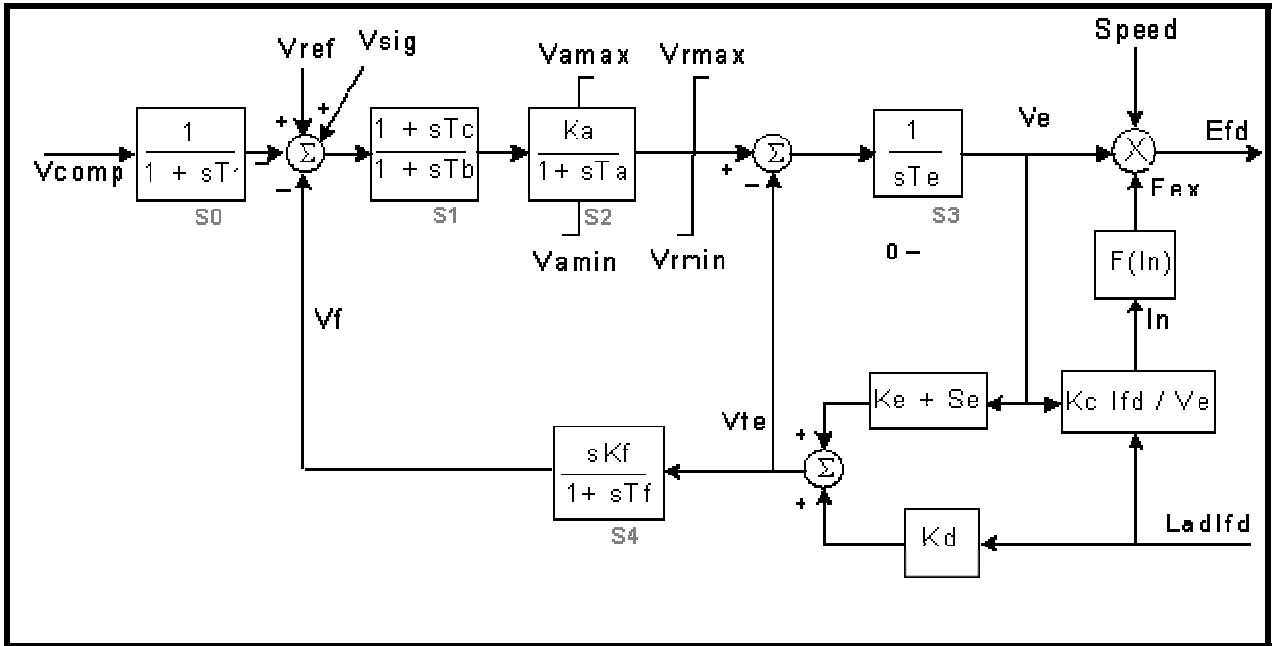 Speed
Vref
Vsig
Vamax
Vrmax
Ve
Efd
Vcomp
1
1 + sT
S0
+
+
Σ
–
–
1 + sTc
1 + sTb
S1
Ka
1 + sTa
S2
+
–
Σ
1
sTe
S3
X
Fex
Vamin
Vrmin
0 –
F(In)
In
Vf
Ke + Se
Kc Ifd / Ve
Vfe
+
Σ
+
sKf
1+ sTf
S4
Kd
LadIfd